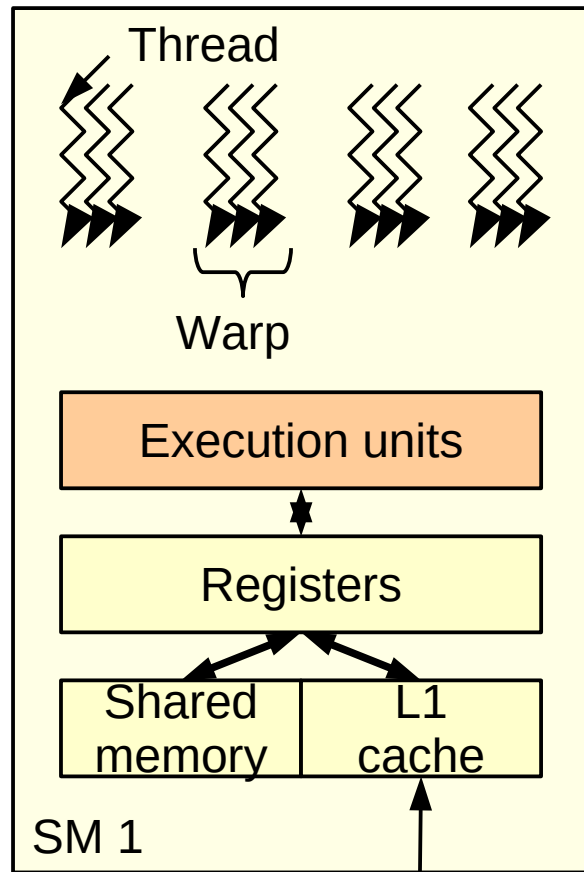 Thread
Warp
Execution units
Registers
Shared
memory
L1
cache
SM 1